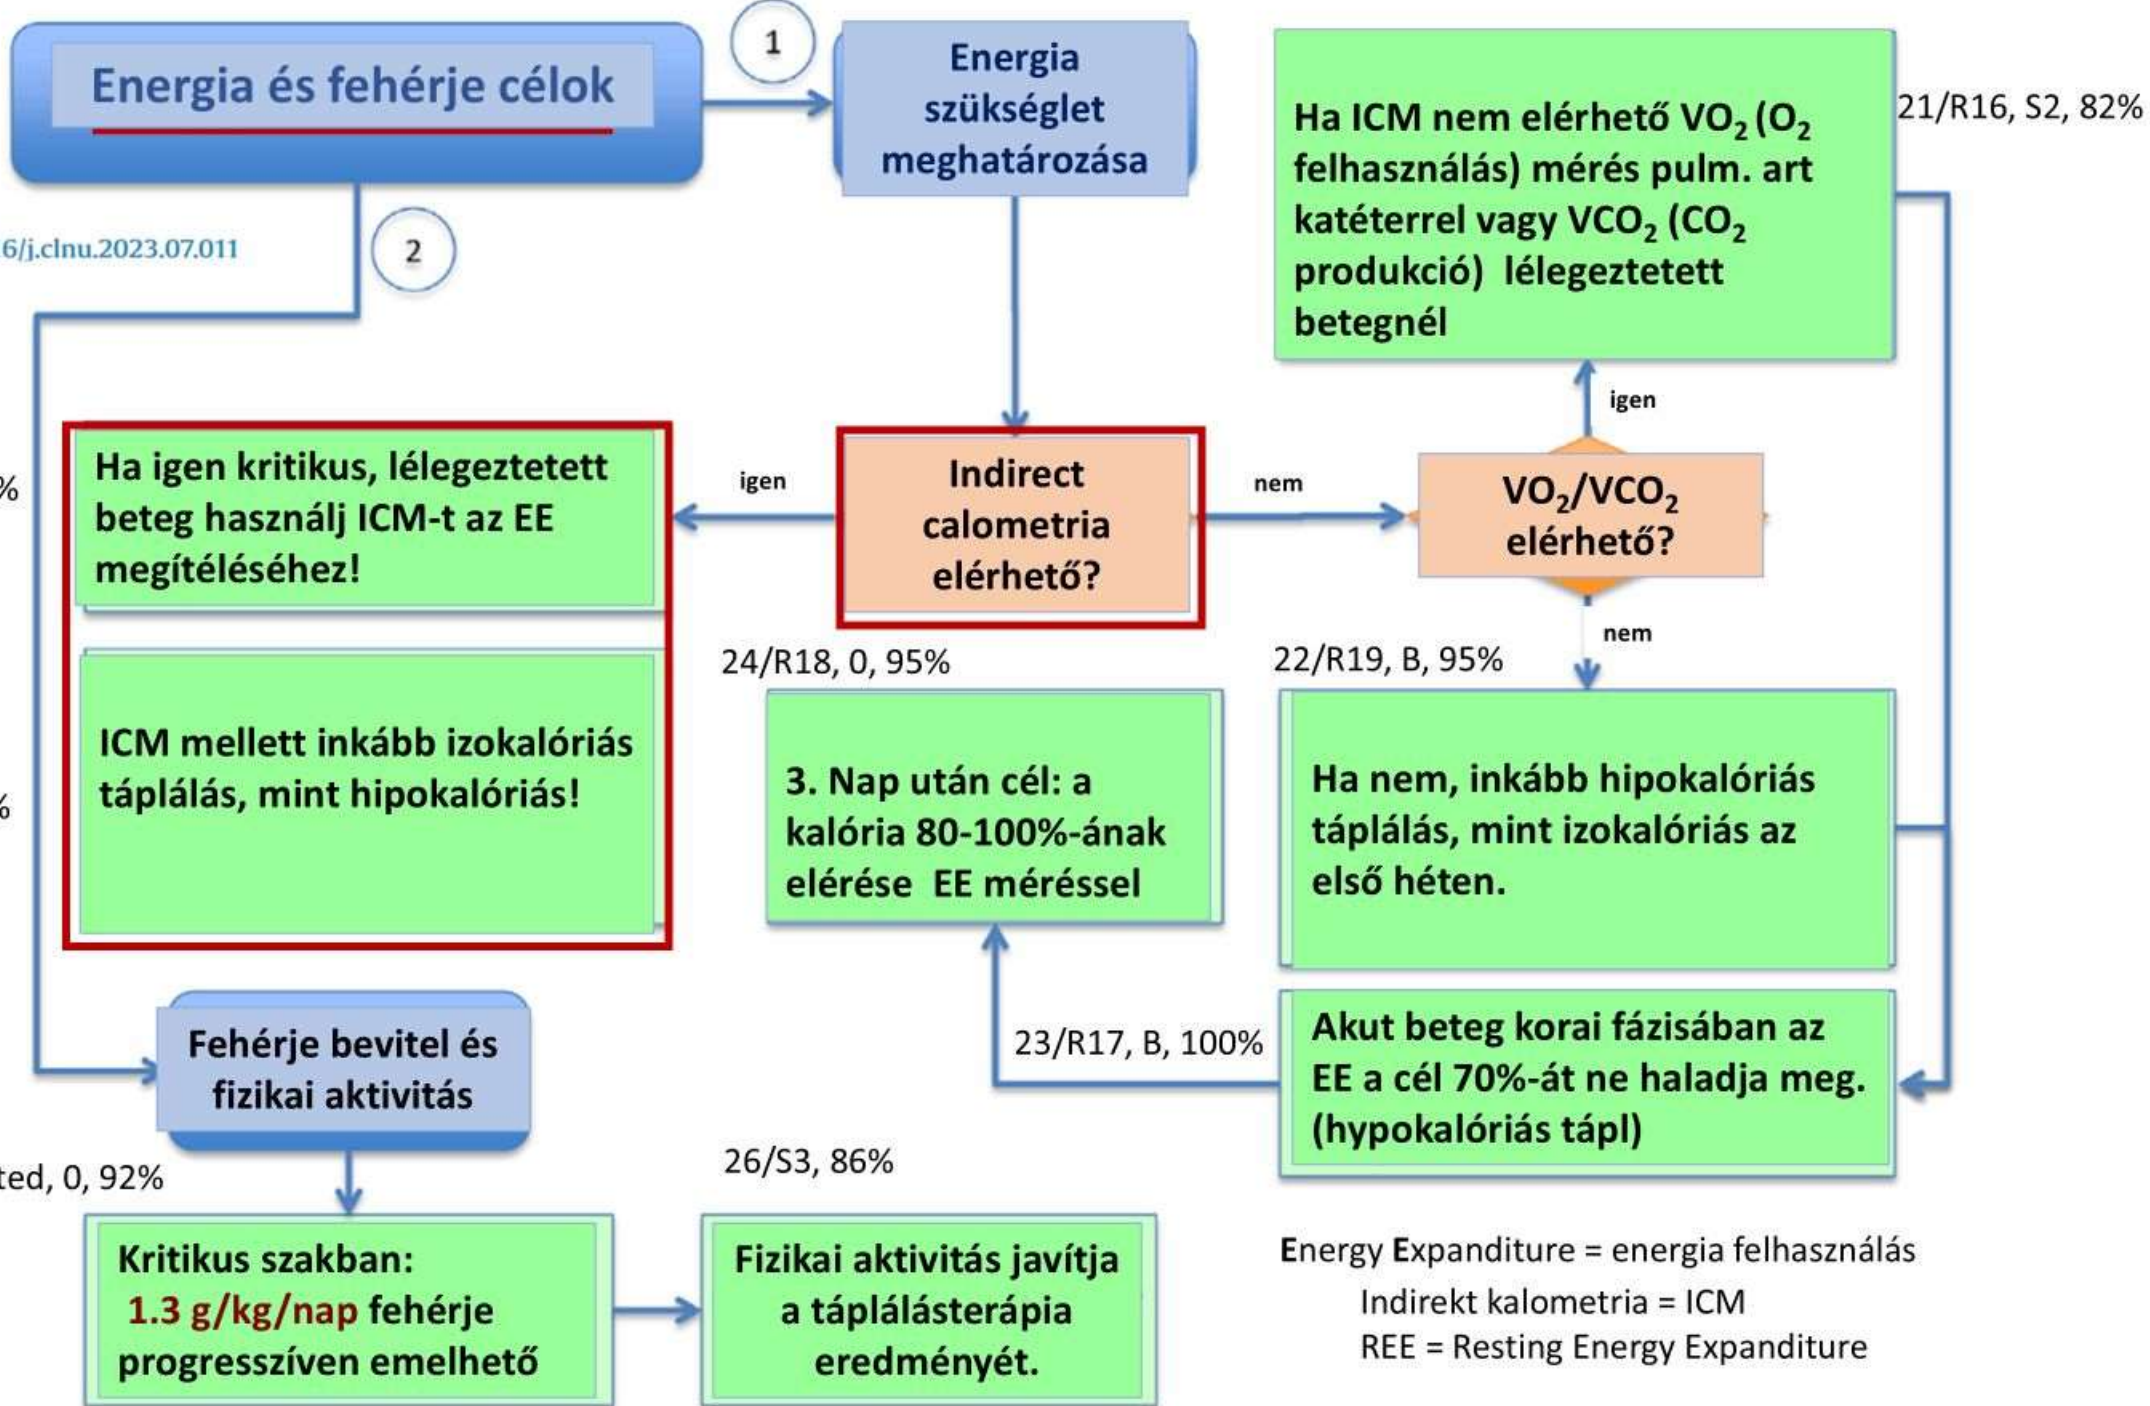 Energia és fehérje célok
1
Energia
szükséglet
meghatározása
Ha ICM nem elérhető VO₂ (O₂
felhasználás) mérés pulm. art
katéterrel vagy VCO₂ (CO₂
produkció) lélegeztetett
betegnél
21/R16, S2, 82%
6/j.clnu.2023.07.011
2
igen
Ha igen kritikus, lélegeztetett
beteg használj ICM-t az EE
megítéléséhez!
%
igen
Indirect
calometria
elérhető?
nem
VO₂/VCO₂
elérhető?
nem
ICM mellett inkább izokalóriás
táplálás, mint hipokalóriás!
%
24/R18, 0, 95%
3. Nap után cél: a
kalória 80-100%-ának
elérése EE méréssel
22/R19, B, 95%
Ha nem, inkább hipokalóriás
táplálás, mint izokalóriás az
első héten.
23/R17, B, 100%
Akut beteg korai fázisában az
EE a cél 70%-át ne haladja meg.
(hypokalóriás tápl)
Fehérje bevitel és
fizikai aktivitás
ted, 0, 92%
Kritikus szakban:
1.3 g/kg/nap fehérje
progresszíven emelhető
26/S3, 86%
Fizikai aktivitás javítja
a táplálásterápia
eredményét.
Energy Expanditure = energia felhasználás
Indirekt kalometria = ICM
REE = Resting Energy Expanditure